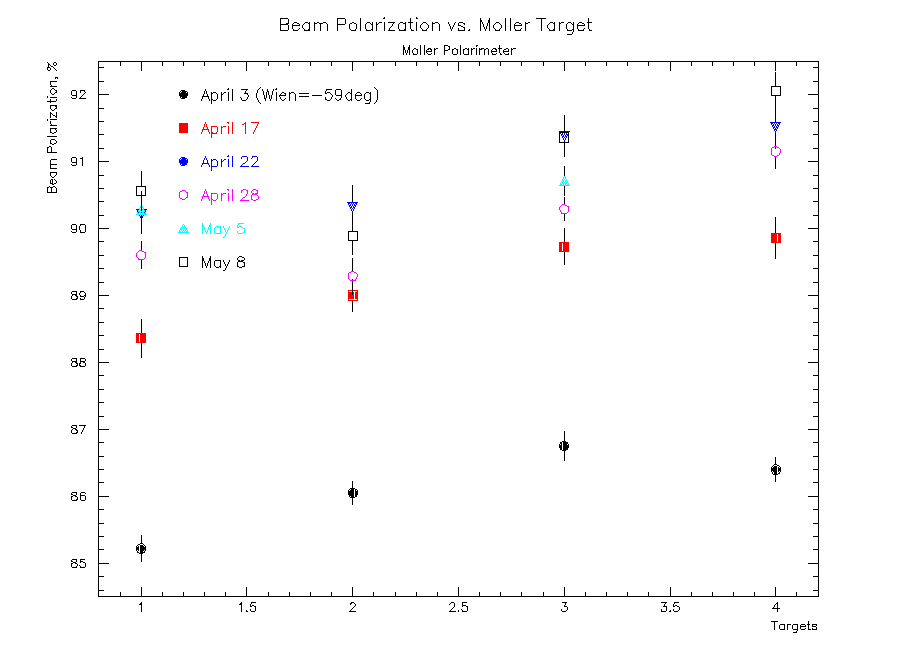 Beam Polarization vs. Moller Target
Moller Polarimeter
Beam Polarization, %
92
91
90
89
88
87
86
85
April 3 (Wien=-59deg)
April 17
April 22
April 28
May 5
May 8
1 1.5 2 2.5 3 3.5 4
Targets